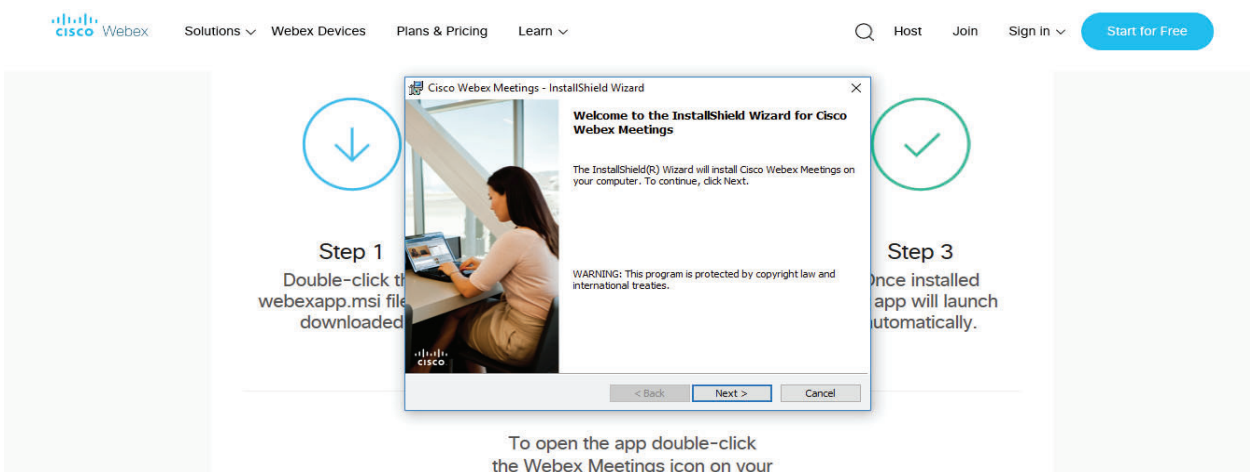 CISCO Webex Solutions Webex Devices Plans & Pricing Learn Host Join Sign in Start for Free
Cisco Webex Meetings - InstallShield Wizard
Welcome to the InstallShield Wizard for Cisco
Webex Meetings
The InstallShield(R) Wizard will install Cisco Webex Meetings on
your computer. To continue, click Next.
WARNING: This program is protected by copyright law and
international treaties.
CISCO
< Back Next > Cancel
Step 1
Double-click
webexapp.msi
downloaded
Step 3
installed
app will launch
automatically.
To open the app double-click
the Webex Meetings icon on your